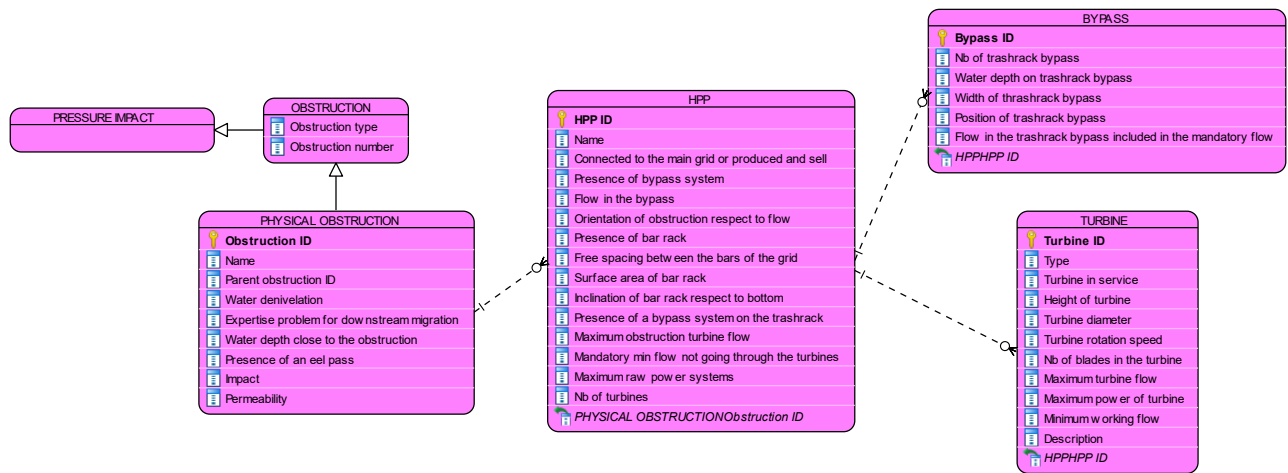 PRESSURE IMPACT
OBSTRUCTION
Obstruction type
Obstruction number
PHYSICAL OBSTRUCTION
Obstruction ID
Name
Parent obstruction ID
Water denivelation
Expertise problem for downstream migration
Water depth close to the obstruction
Presence of an eel pass
Impact
Permeability
HPP
HPP ID
Name
Connected to the main grid or produced and sell
Presence of bypass system
Flow in the bypass
Orientation of obstruction respect to flow
Presence of bar rack
Free spacing between the bars of the grid
Surface area of bar rack
Inclination of bar rack respect to bottom
Presence of a bypass system on the trashrack
Maximum obstruction turbine flow
Mandatory min flow not going through the turbines
Maximum raw power systems
Nb of turbines
PHYSICAL OBSTRUCTIONObstruction ID
BYPASS
Bypass ID
Nb of trashrack bypass
Water depth on trashrack bypass
Width of thrashrack bypass
Position of trashrack bypass
Flow in the trashrack bypass included in the mandatory flow
HPPHPP ID
TURBINE
Turbine ID
Type
Turbine in service
Height of turbine
Turbine diameter
Turbine rotation speed
Nb of blades in the turbine
Maximum turbine flow
Maximum power of turbine
Minimum working flow
Description
HPPHPP ID